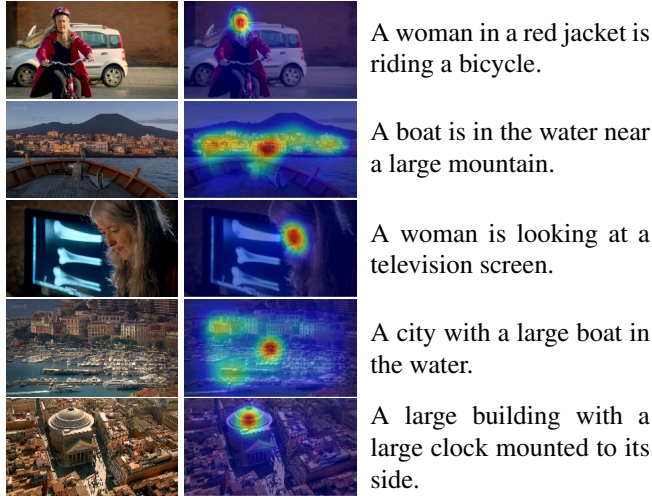 A woman in a red jacket is
riding a bicycle.
A boat is in the water near
a large mountain.
A woman is looking at a
television screen.
A city with a large boat in
the water.
A large building with a
large clock mounted to its
side.